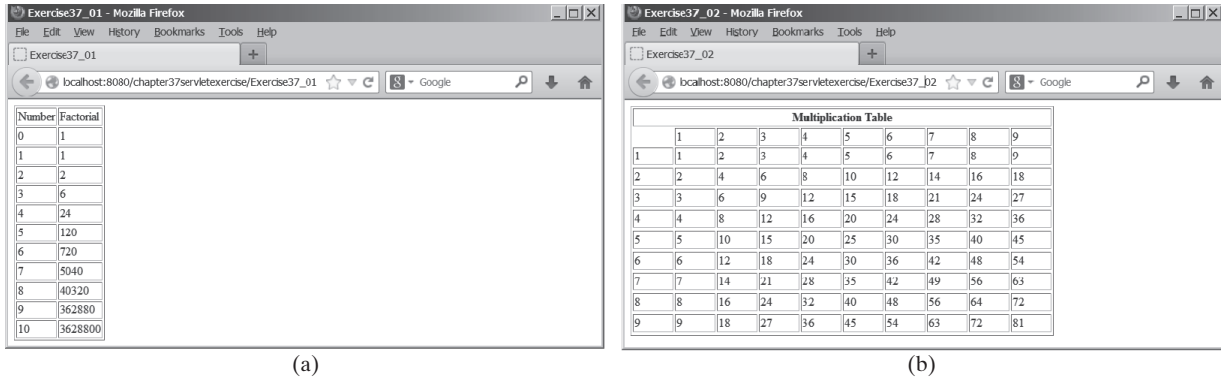 Exercise37_01 - Mozilla Firefox
File Edit View History Bookmarks Tools Help
Exercise37_01 +
localhost:8080/chapter37servletexercise/Exercise37_01 8 Google
Number Factorial
0 1
1 1
2 2
3 6
4 24
5 120
6 720
7 5040
8 40320
9 362880
10 3628800
(a)
Exercise37_02 - Mozilla Firefox
File Edit View History Bookmarks Tools Help
Exercise37_02 +
localhost:8080/chapter37servletexercise/Exercise37_02 8 Google
Multiplication Table
1 2 3 4 5 6 7 8 9
1 1 2 3 4 5 6 7 8 9
2 2 4 6 8 10 12 14 16 18
3 3 6 9 12 15 18 21 24 27
4 4 8 12 16 20 24 28 32 36
5 5 10 15 20 25 30 35 40 45
6 6 12 18 24 30 36 42 48 54
7 7 14 21 28 35 42 49 56 63
8 8 16 24 32 40 48 56 64 72
9 9 18 27 36 45 54 63 72 81
(b)